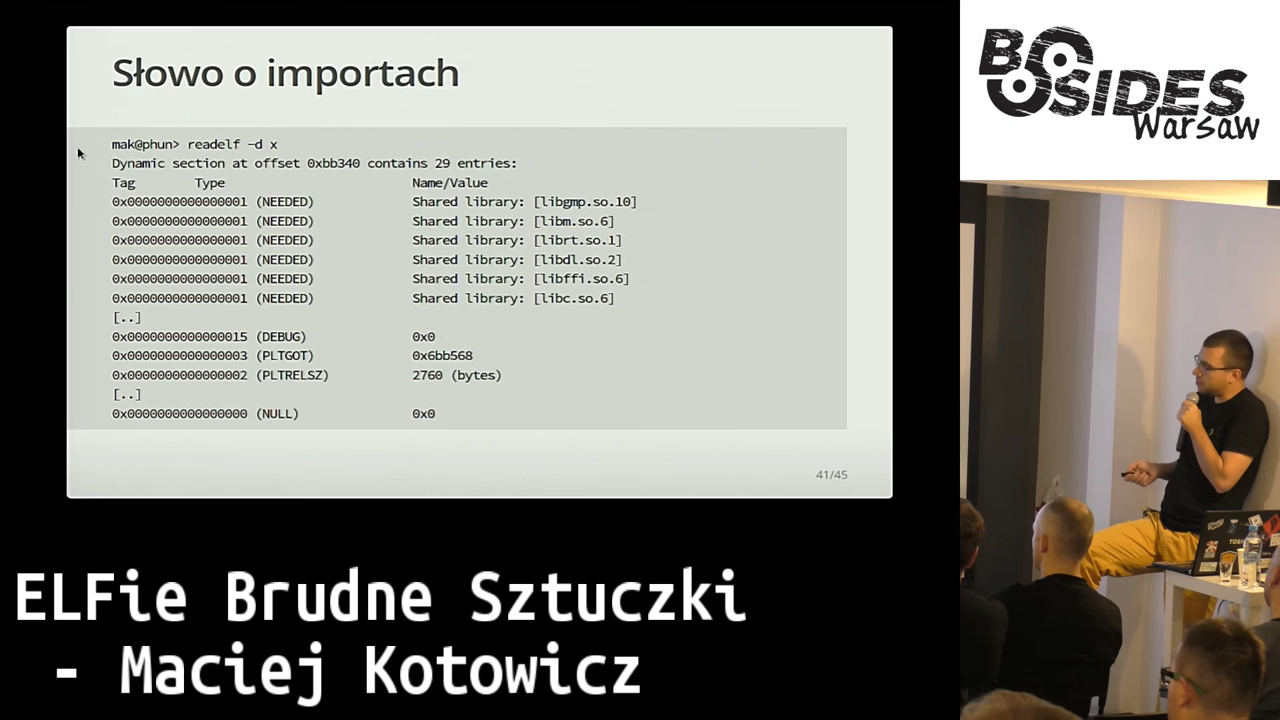 Słowo o importach
mak@phun> readelf -d x
Dynamic section at offset 0xbb340 contains 29 entries:
Tag Type Name/Value
0x0000000000000001 (NEEDED) Shared library: [libgmp.so.10]
0x0000000000000001 (NEEDED) Shared library: [libm.so.6]
0x0000000000000001 (NEEDED) Shared library: [librt.so.1]
0x0000000000000001 (NEEDED) Shared library: [libdl.so.2]
0x0000000000000001 (NEEDED) Shared library: [libffi.so.6]
0x0000000000000001 (NEEDED) Shared library: [libc.so.6]
[..]
0x0000000000000015 (DEBUG) 0x0
0x0000000000000003 (PLTGOT) 0x6bb568
0x0000000000000002 (PLTRELSZ) 2760 (bytes)
[..]
0x0000000000000000 (NULL) 0x0
41/45
BSIDES
Warsaw
ELFie Brudne Sztuczki
- Maciej Kotowicz